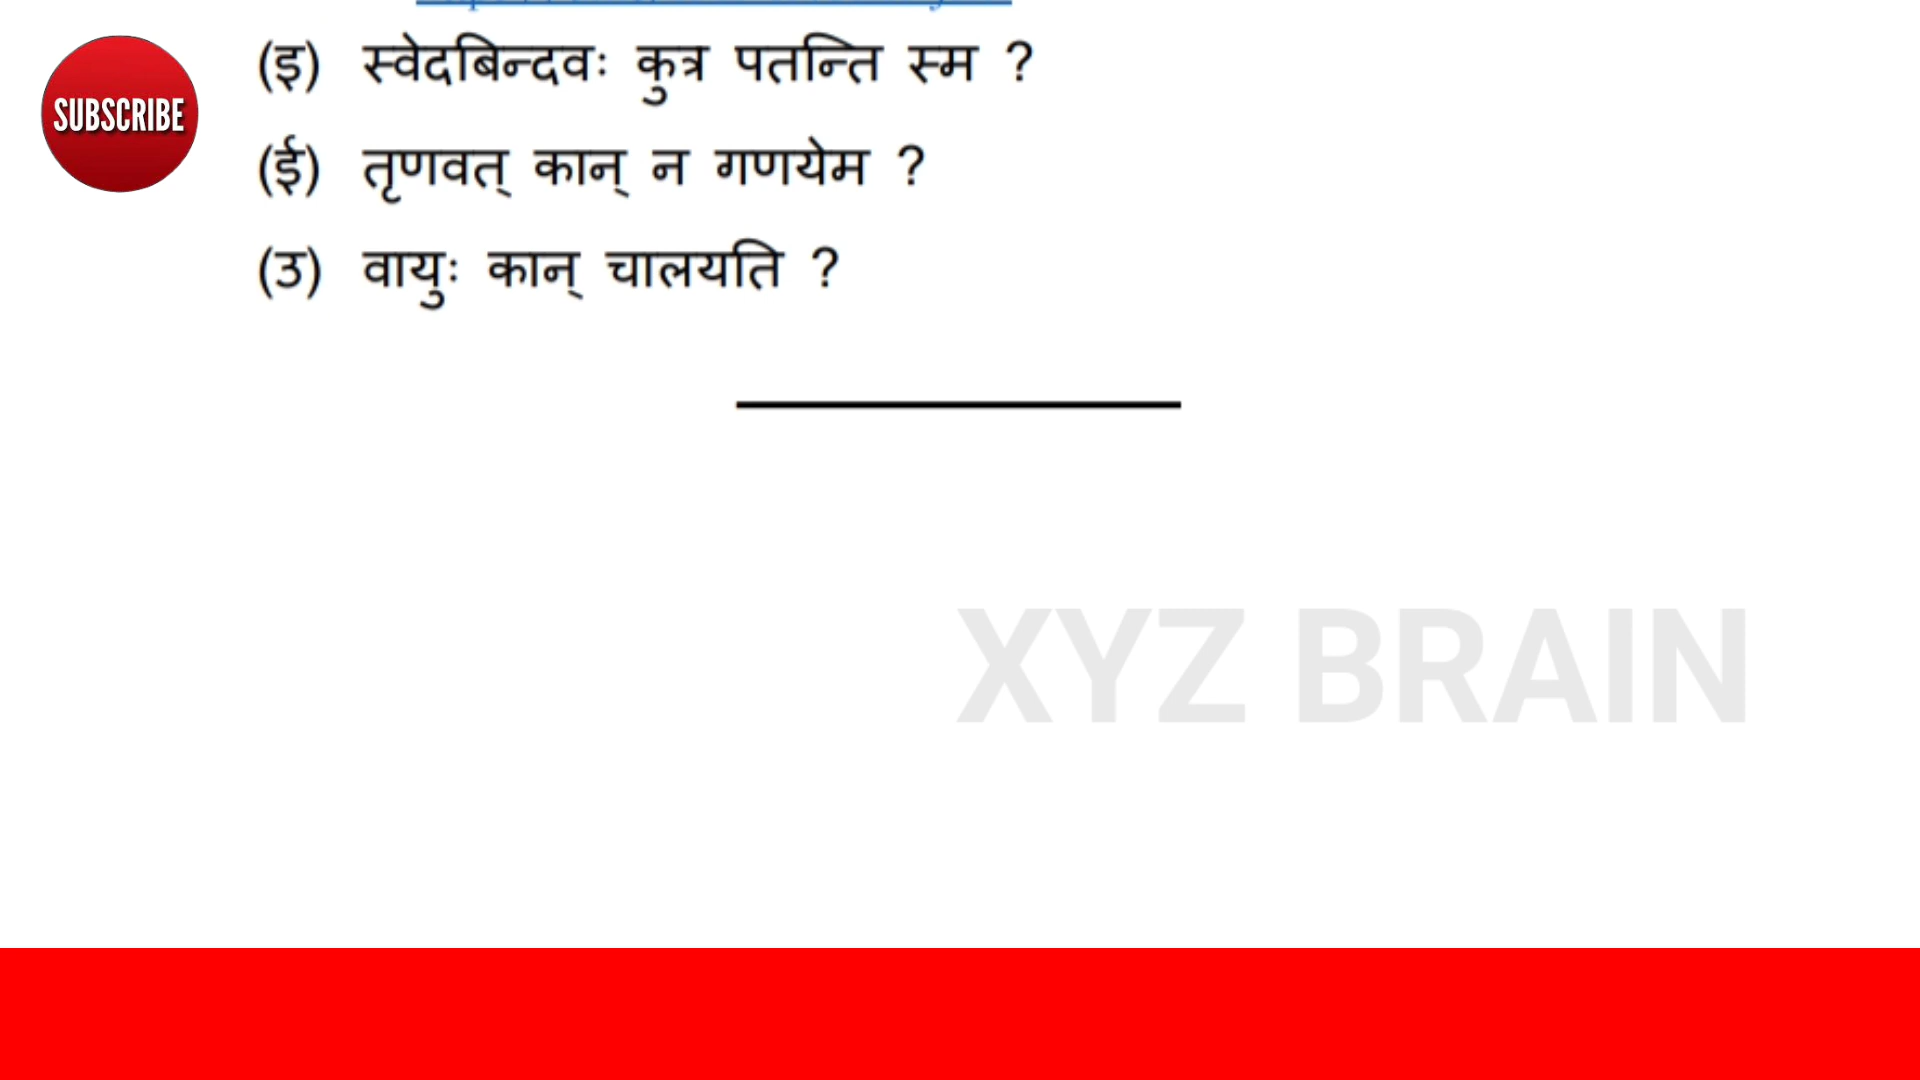 SUBSCRIBE
(इ) स्वेदबिन्दवः कुत्र पतन्ति स्म ?
(ई) तृणवत् कान् न गणयेम ?
(उ) वायुः कान् चालयति ?
XYZ BRAIN